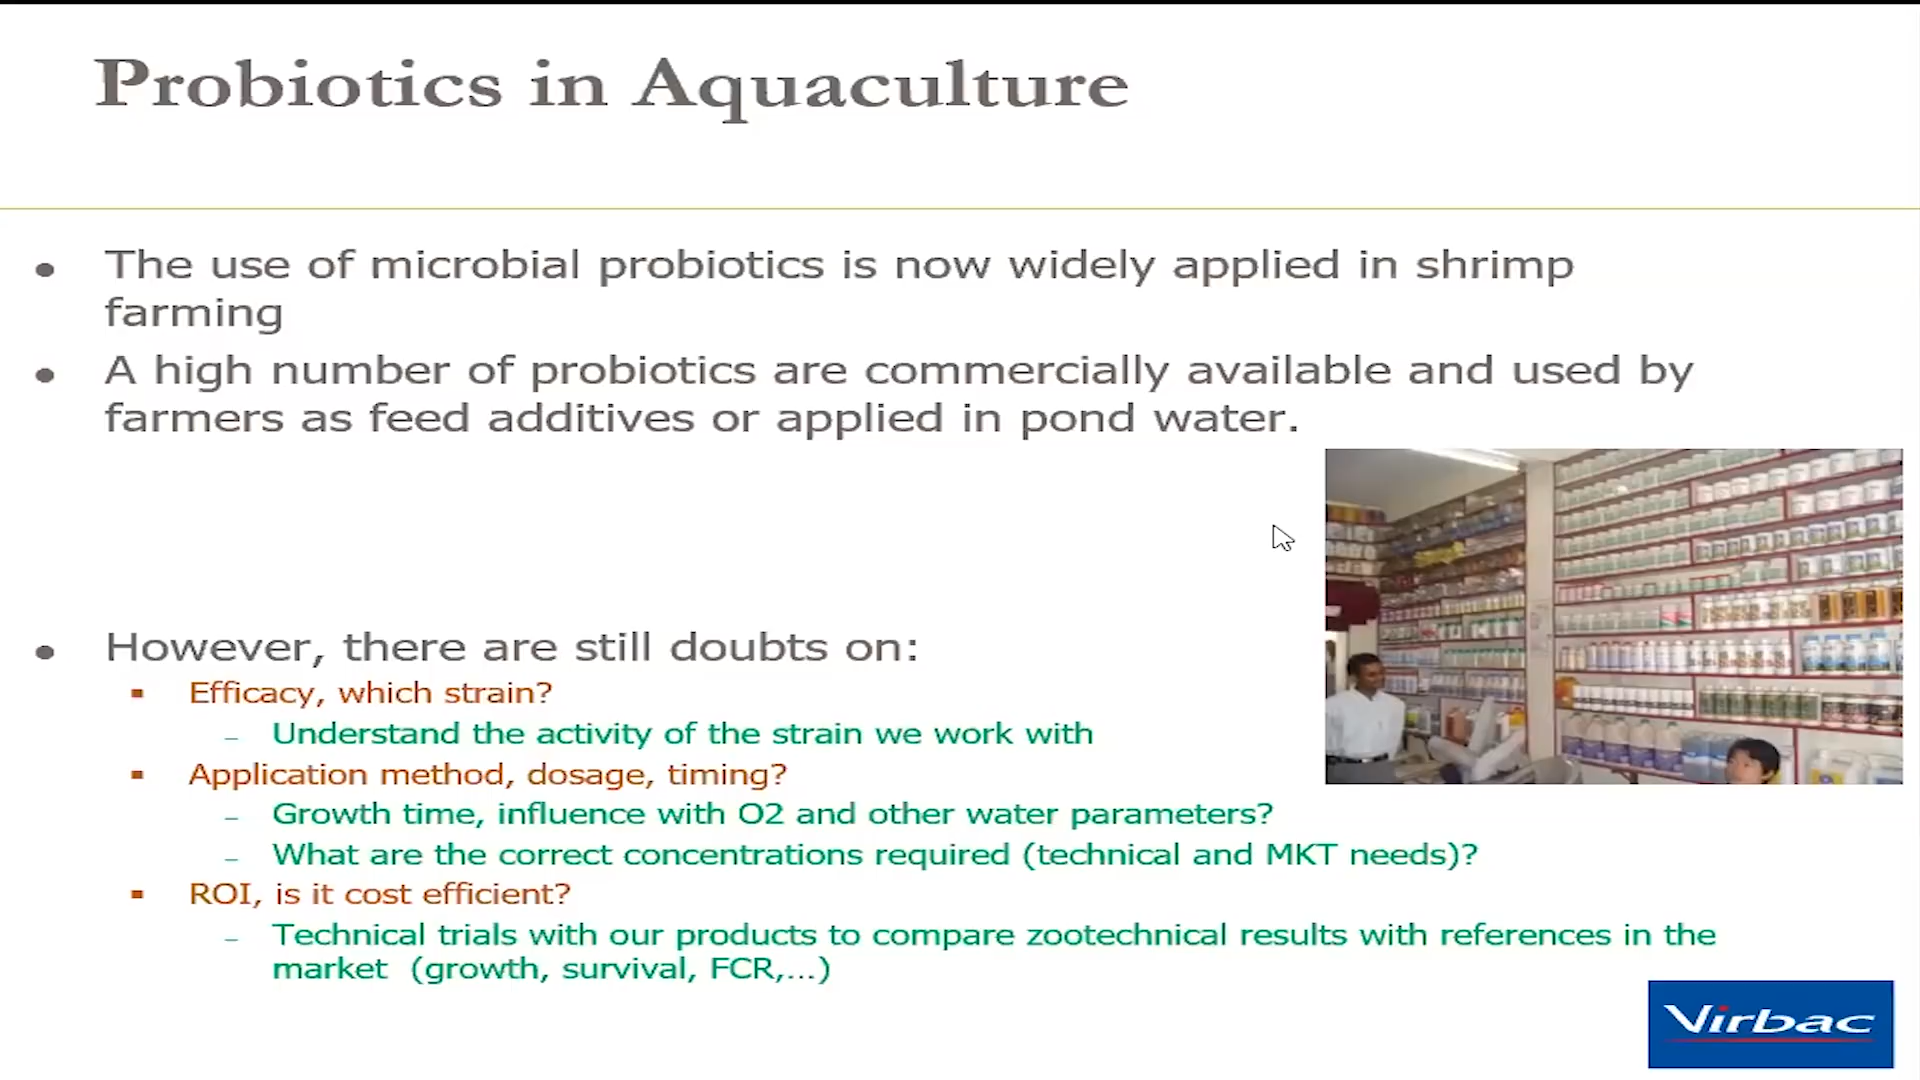 Probiotics in Aquaculture
• The use of microbial probiotics is now widely applied in shrimp
farming
• A high number of probiotics are commercially available and used by
farmers as feed additives or applied in pond water.
• However, there are still doubts on:
▪ Efficacy, which strain?
– Understand the activity of the strain we work with
▪ Application method, dosage, timing?
– Growth time, influence with O2 and other water parameters?
– What are the correct concentrations required (technical and MKT needs)?
▪ ROI, is it cost efficient?
– Technical trials with our products to compare zootechnical results with references in the
market (growth, survival, FCR,...)
Virbac